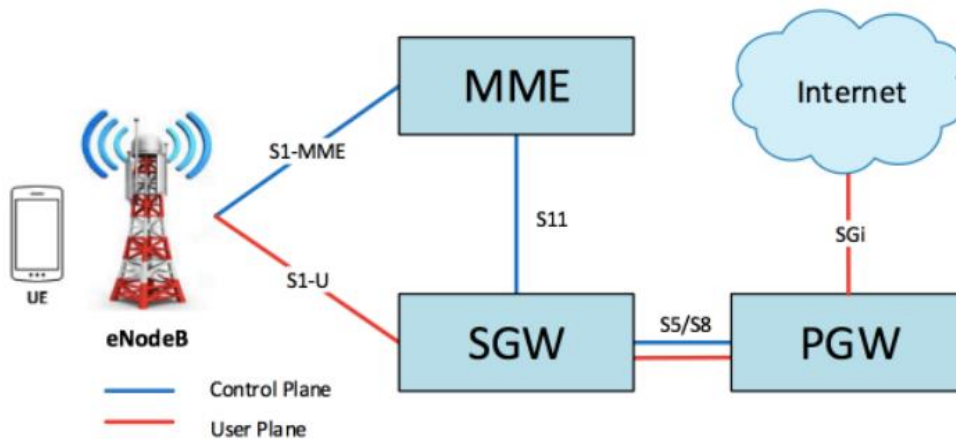 MME
Internet
S1-MME
S11
SGi
UE
S1-U
eNodeB
SGW
S5/S8
PGW
Control Plane
User Plane